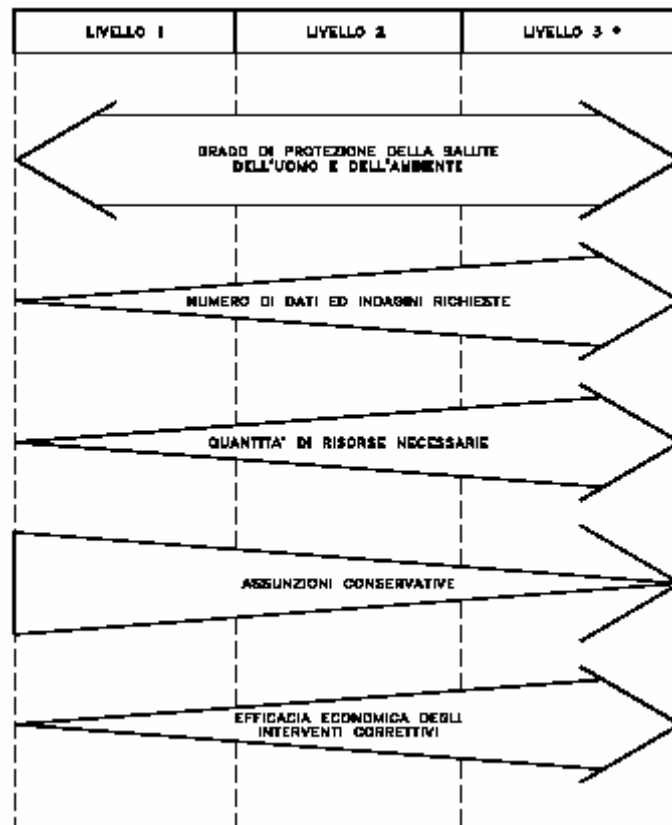 LIVELLO 1
LIVELLO 2
LIVELLO 3 *
GRADO DI PROTEZIONE DELLA SALUTE
DELL'UOMO E DELL'AMBIENTE
NUMERO DI DATI ED INDAGINI RICHIESTE
QUANTITA' DI RISORSE NECESSARIE
ASSUNZIONI CONSERVATIVE
EFFICACIA ECONOMICA DEGLI
INTERVENTI CORRETTIVI